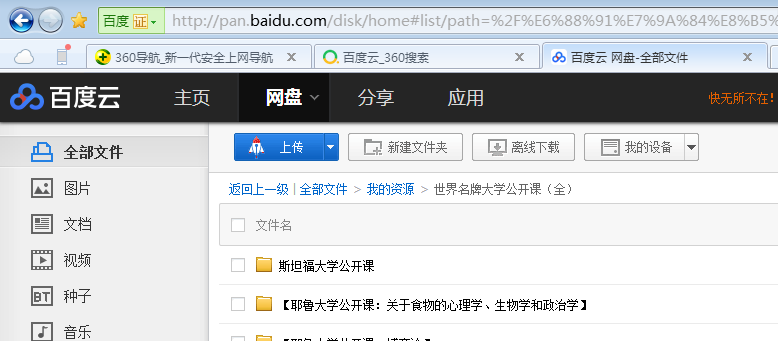 百度 证 http://pan.baidu.com/disk/home#list/path=%2F%E6%88%91%E7%9A%84%E8%B5%
360导航_新一代安全上网导航 百度云_360搜索 百度云 网盘-全部文件
百度云 主页 网盘 分享 应用 快无所不在!
全部文件
图片
文档
视频
BT 种子
音乐
上传 新建文件夹 离线下载 我的设备
返回上一级 | 全部文件 > 我的资源 > 世界名牌大学公开课（全）
文件名
斯坦福大学公开课
【耶鲁大学公开课：关于食物的心理学、生物学和政治学】